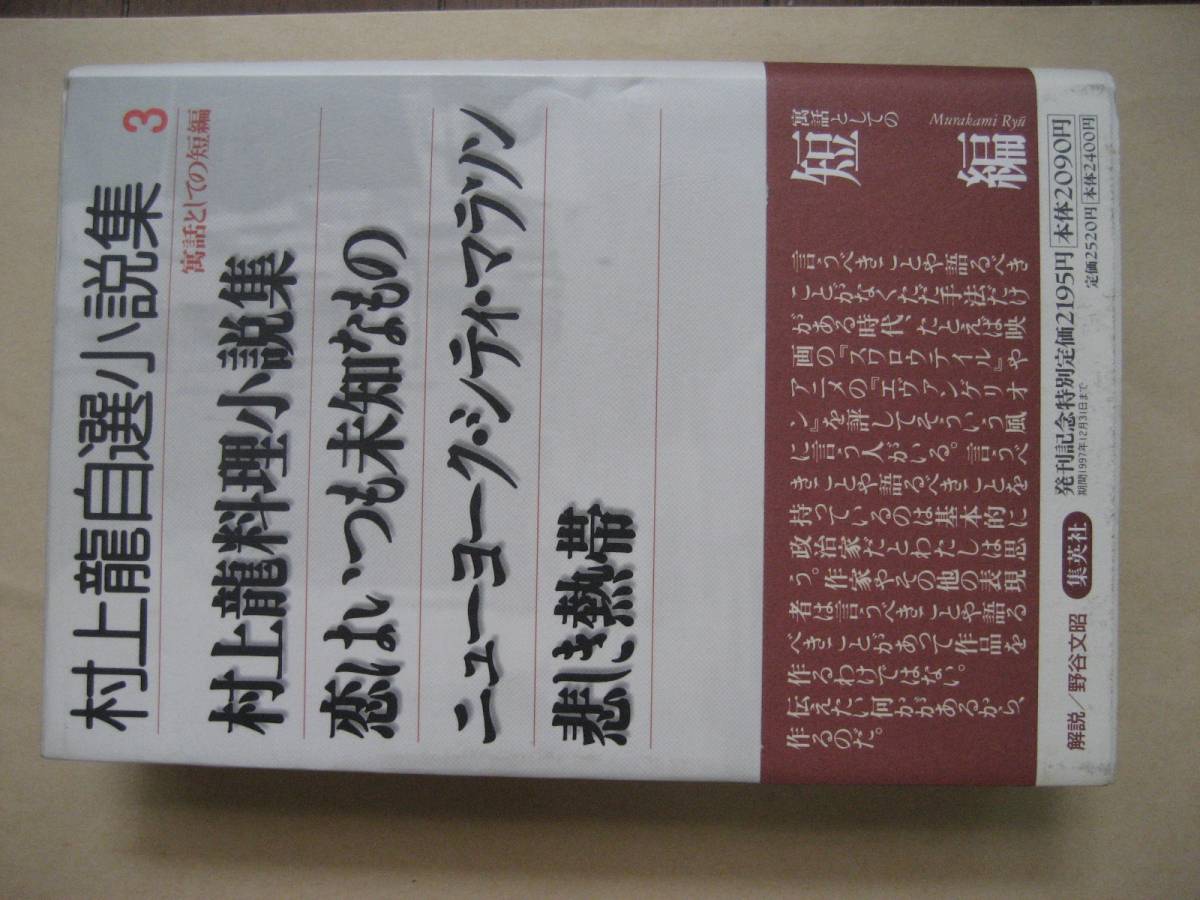 村上龍自選小説集 3
寓話としての短編
村上龍料理小説集
恋はいつも未知なもの
ニューヨーク・シティ・マラソン
悲しき熱帯
寓話としての
短編
Murakami Ryū
言うべきことや語るべき
ことがなくただ手法だけ
がある時代、たとえば映
画の『スワロウテイル』や
アニメの『エヴァンゲリオ
ン』を評してそういう風
に言う人がいる。言うべ
きことや語るべきことを
持っているのは基本的に
政治家だとわたしは思
う。作家やその他の表現
者は言うべきことや語る
べきことがあって作品を
作るわけではない。
伝えたい何かがあるから、
作るのだ。
解説/野谷文昭
集英社
発刊記念特別定価2195円 本体2090円
期間1997年12月31日まで
定価2520円 本体2400円